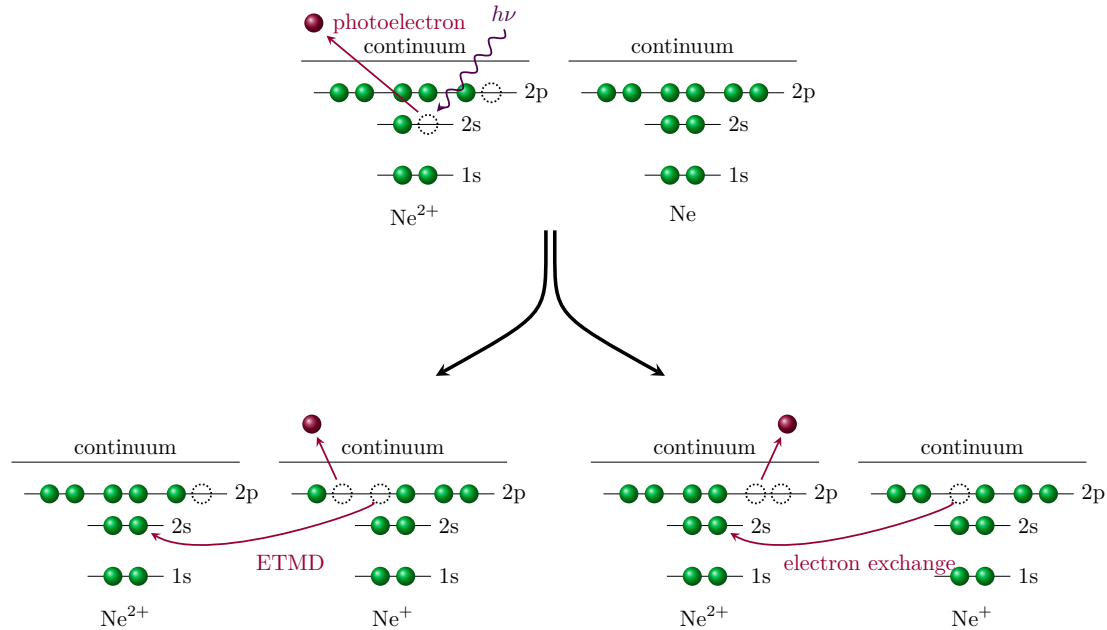 photoelectron
hν
continuum
continuum
2p
2p
2s
2s
1s
1s
Ne²⁺
Ne
continuum
continuum
continuum
continuum
2p
2p
2p
2p
2s
2s
2s
2s
ETMD
electron exchange
1s
1s
1s
1s
Ne²⁺
Ne⁺
Ne²⁺
Ne⁺